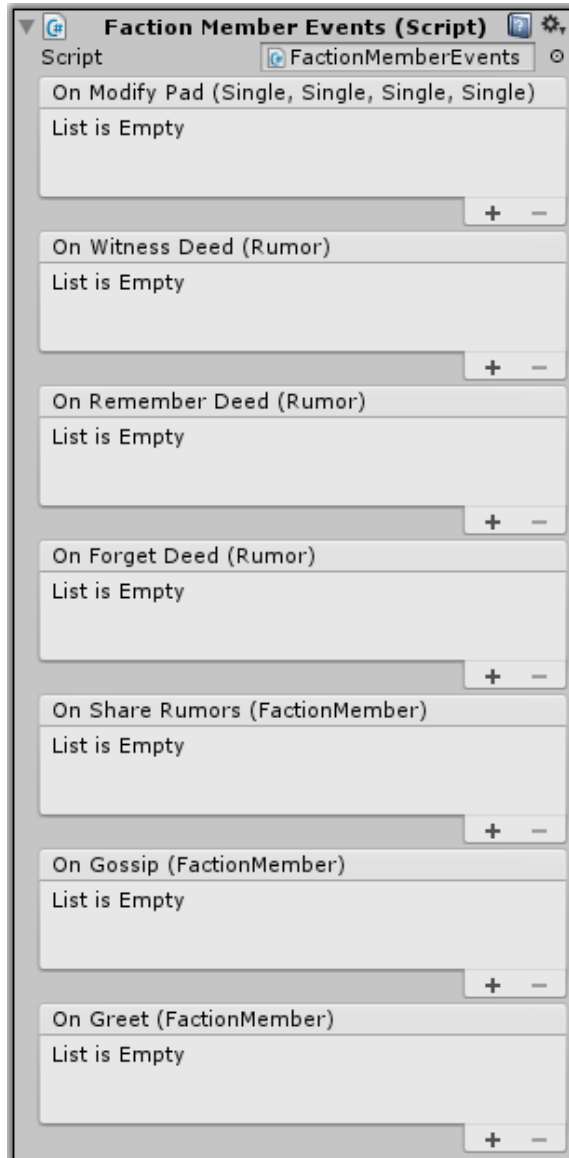 Faction Member Events (Script)
Script FactionMemberEvents
On Modify Pad (Single, Single, Single, Single)
List is Empty
+ −
On Witness Deed (Rumor)
List is Empty
+ −
On Remember Deed (Rumor)
List is Empty
+ −
On Forget Deed (Rumor)
List is Empty
+ −
On Share Rumors (FactionMember)
List is Empty
+ −
On Gossip (FactionMember)
List is Empty
+ −
On Greet (FactionMember)
List is Empty
+ −